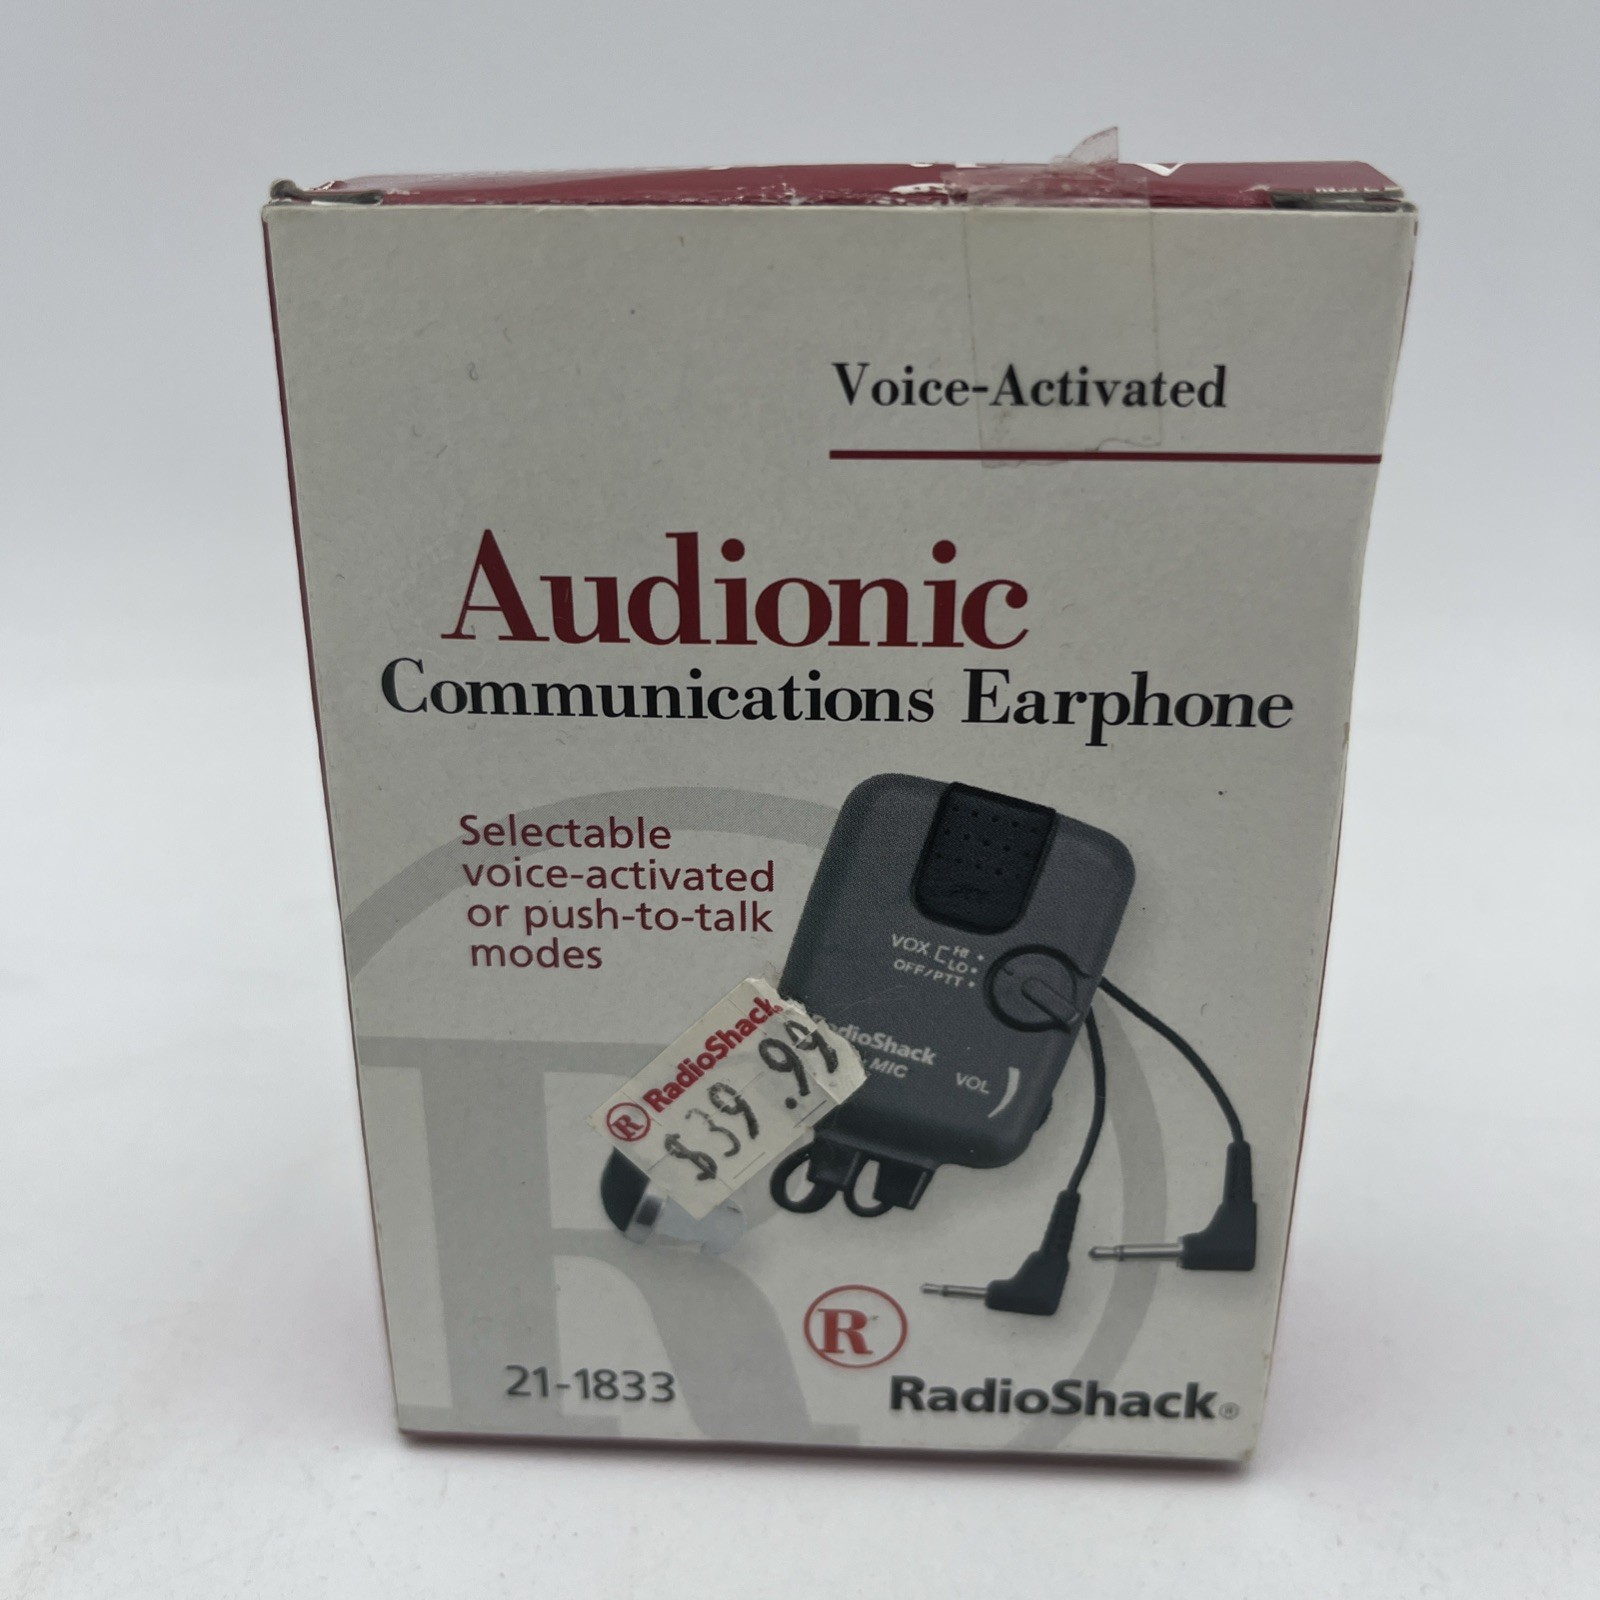 Voice-Activated
Audionic
Communications Earphone
Selectable
voice-activated
or push-to-talk
modes
VOX HI
LO
OFF/PTT
RadioShack
MIC
VOL
R RadioShack
$39.99
R
21-1833
RadioShack®